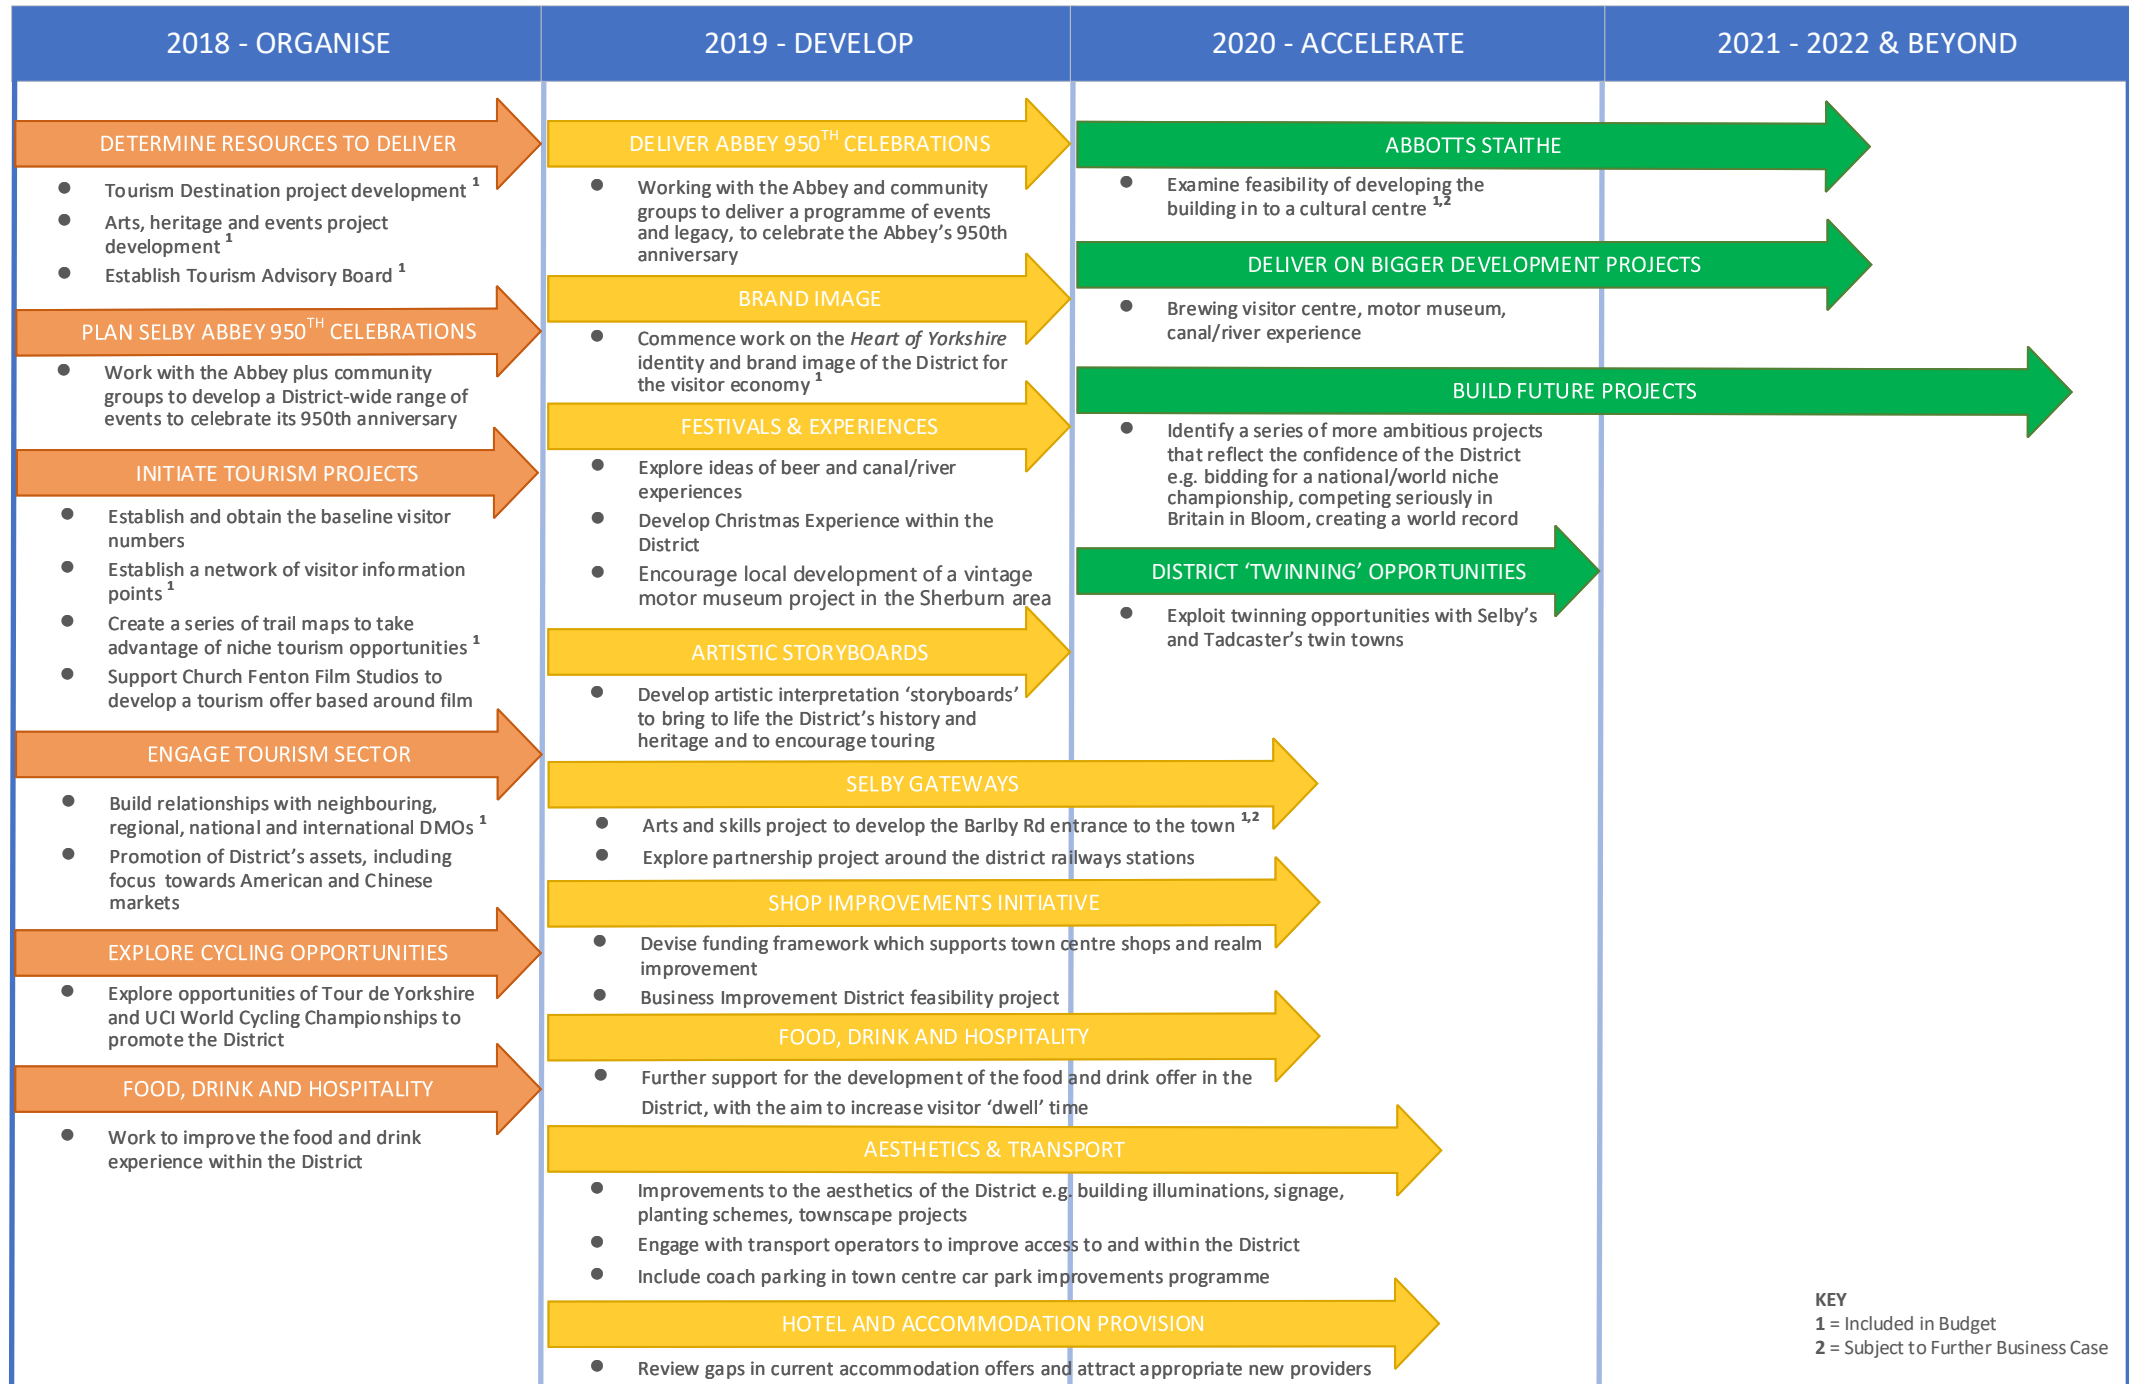 2018 - ORGANISE
2019 - DEVELOP
2020 - ACCELERATE
2021 - 2022 & BEYOND
DETERMINE RESOURCES TO DELIVER
● Tourism Destination project development 1
● Arts, heritage and events project
development 1
● Establish Tourism Advisory Board 1
PLAN SELBY ABBEY 950TH CELEBRATIONS
● Work with the Abbey plus community
groups to develop a District-wide range of
events to celebrate its 950th anniversary
INITIATE TOURISM PROJECTS
● Establish and obtain the baseline visitor
numbers
● Establish a network of visitor information
points 1
● Create a series of trail maps to take
advantage of niche tourism opportunities 1
● Support Church Fenton Film Studios to
develop a tourism offer based around film
ENGAGE TOURISM SECTOR
● Build relationships with neighbouring,
regional, national and international DMOs 1
● Promotion of District's assets, including
focus towards American and Chinese
markets
EXPLORE CYCLING OPPORTUNITIES
● Explore opportunities of Tour de Yorkshire
and UCI World Cycling Championships to
promote the District
FOOD, DRINK AND HOSPITALITY
● Work to improve the food and drink
experience within the District
DELIVER ABBEY 950TH CELEBRATIONS
● Working with the Abbey and community
groups to deliver a programme of events
and legacy, to celebrate the Abbey's 950th
anniversary
BRAND IMAGE
● Commence work on the Heart of Yorkshire
identity and brand image of the District for
the visitor economy 1
FESTIVALS & EXPERIENCES
● Explore ideas of beer and canal/river
experiences
● Develop Christmas Experience within the
District
● Encourage local development of a vintage
motor museum project in the Sherburn area
ARTISTIC STORYBOARDS
● Develop artistic interpretation 'storyboards'
to bring to life the District's history and
heritage and to encourage touring
SELBY GATEWAYS
● Arts and skills project to develop the Barlby Rd entrance to the town 1,2
● Explore partnership project around the district railways stations
SHOP IMPROVEMENTS INITIATIVE
● Devise funding framework which supports town centre shops and realm
improvement
● Business Improvement District feasibility project
FOOD, DRINK AND HOSPITALITY
● Further support for the development of the food and drink offer in the
District, with the aim to increase visitor 'dwell' time
AESTHETICS & TRANSPORT
● Improvements to the aesthetics of the District e.g. building illuminations, signage,
planting schemes, townscape projects
● Engage with transport operators to improve access to and within the District
● Include coach parking in town centre car park improvements programme
HOTEL AND ACCOMMODATION PROVISION
● Review gaps in current accommodation offers and attract appropriate new providers
ABBOTTS STAITHE
● Examine feasibility of developing the
building in to a cultural centre 1,2
DELIVER ON BIGGER DEVELOPMENT PROJECTS
● Brewing visitor centre, motor museum,
canal/river experience
BUILD FUTURE PROJECTS
● Identify a series of more ambitious projects
that reflect the confidence of the District
e.g. bidding for a national/world niche
championship, competing seriously in
Britain in Bloom, creating a world record
DISTRICT 'TWINNING' OPPORTUNITIES
● Exploit twinning opportunities with Selby's
and Tadcaster's twin towns
KEY
1 = Included in Budget
2 = Subject to Further Business Case